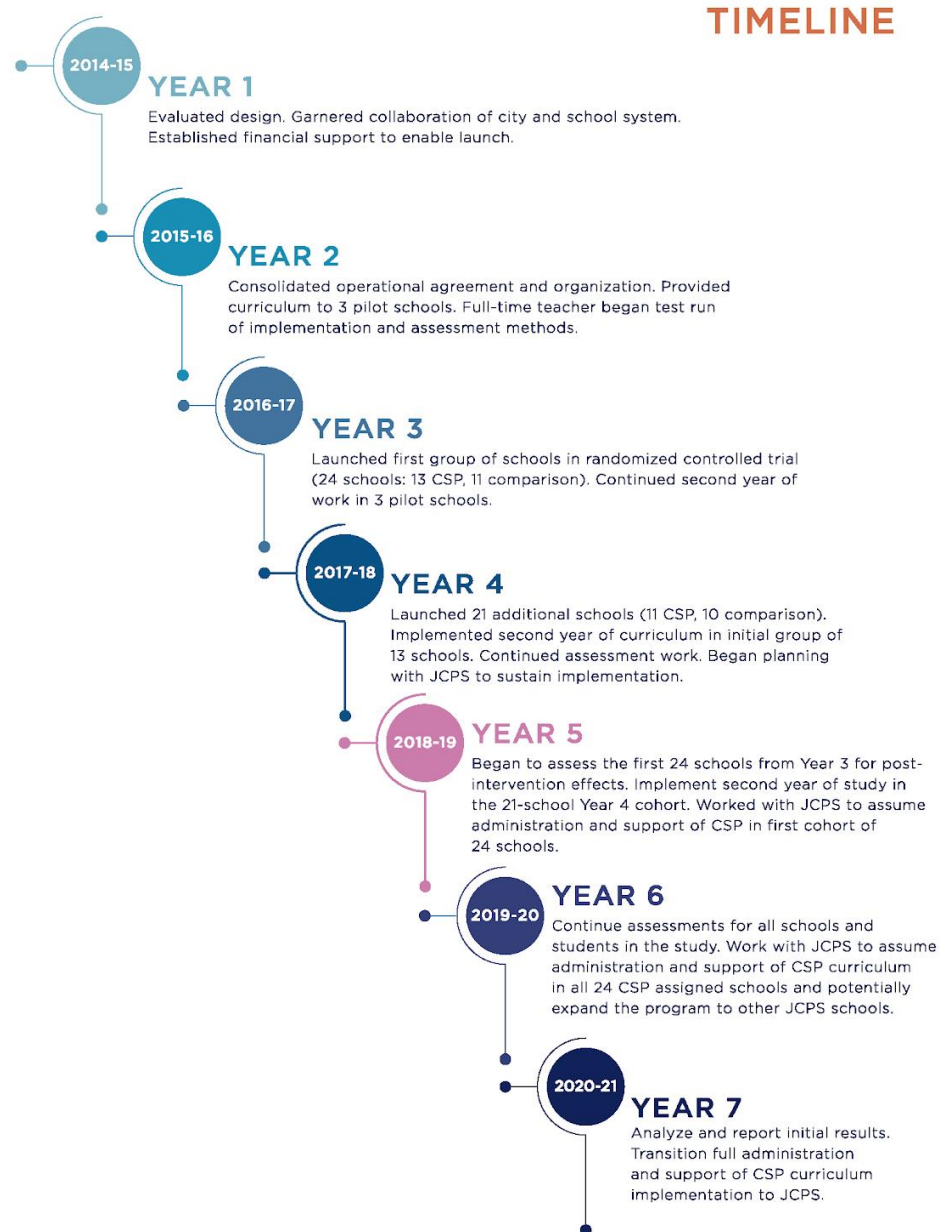 TIMELINE
2014-15
YEAR 1
Evaluated design. Garnered collaboration of city and school system.
Established financial support to enable launch.
2015-16
YEAR 2
Consolidated operational agreement and organization. Provided
curriculum to 3 pilot schools. Full-time teacher began test run
of implementation and assessment methods.
2016-17
YEAR 3
Launched first group of schools in randomized controlled trial
(24 schools: 13 CSP, 11 comparison). Continued second year of
work in 3 pilot schools.
2017-18
YEAR 4
Launched 21 additional schools (11 CSP, 10 comparison).
Implemented second year of curriculum in initial group of
13 schools. Continued assessment work. Began planning
with JCPS to sustain implementation.
2018-19
YEAR 5
Began to assess the first 24 schools from Year 3 for post-
intervention effects. Implement second year of study in
the 21-school Year 4 cohort. Worked with JCPS to assume
administration and support of CSP in first cohort of
24 schools.
2019-20
YEAR 6
Continue assessments for all schools and
students in the study. Work with JCPS to assume
administration and support of CSP curriculum
in all 24 CSP assigned schools and potentially
expand the program to other JCPS schools.
2020-21
YEAR 7
Analyze and report initial results.
Transition full administration
and support of CSP curriculum
implementation to JCPS.